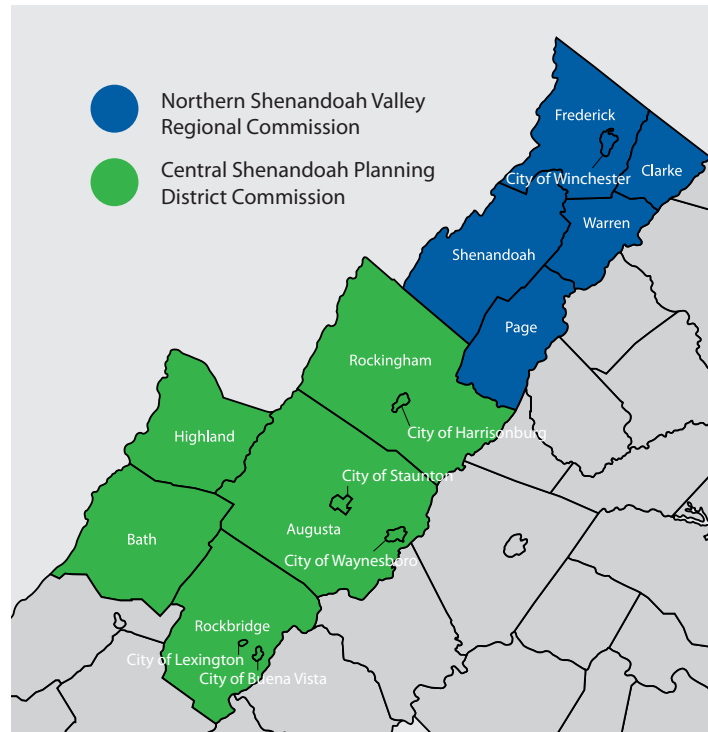 Northern Shenandoah Valley
Regional Commission
Central Shenandoah Planning
District Commission
Frederick
City of Winchester
Clarke
Warren
Shenandoah
Page
Rockingham
City of Harrisonburg
Highland
City of Staunton
Augusta
Bath
City of Waynesboro
Rockbridge
City of Lexington
City of Buena Vista